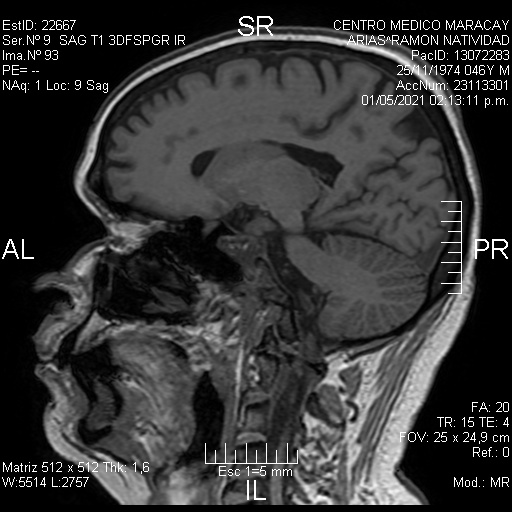 EstID: 22667
Ser.Nº 9 SAG T1 3DFSPGR IR
Ima.Nº 93
PE= --
NAq: 1 Loc: 9 Sag
SR
CENTRO MEDICO MARACAY
ARIAS^RAMON NATIVIDAD
PacID: 13072283
25/11/1974 046Y M
AccNum: 23113301
01/05/2021 02:13:11 p.m.
AL
PR
FA: 20
TR: 15 TE: 4
FOV: 25 x 24,9 cm
Ref.: 0
Mod.: MR
Matriz 512 x 512 Thk: 1,6
W:5514 L:2757
Esc 1=5 mm
IL